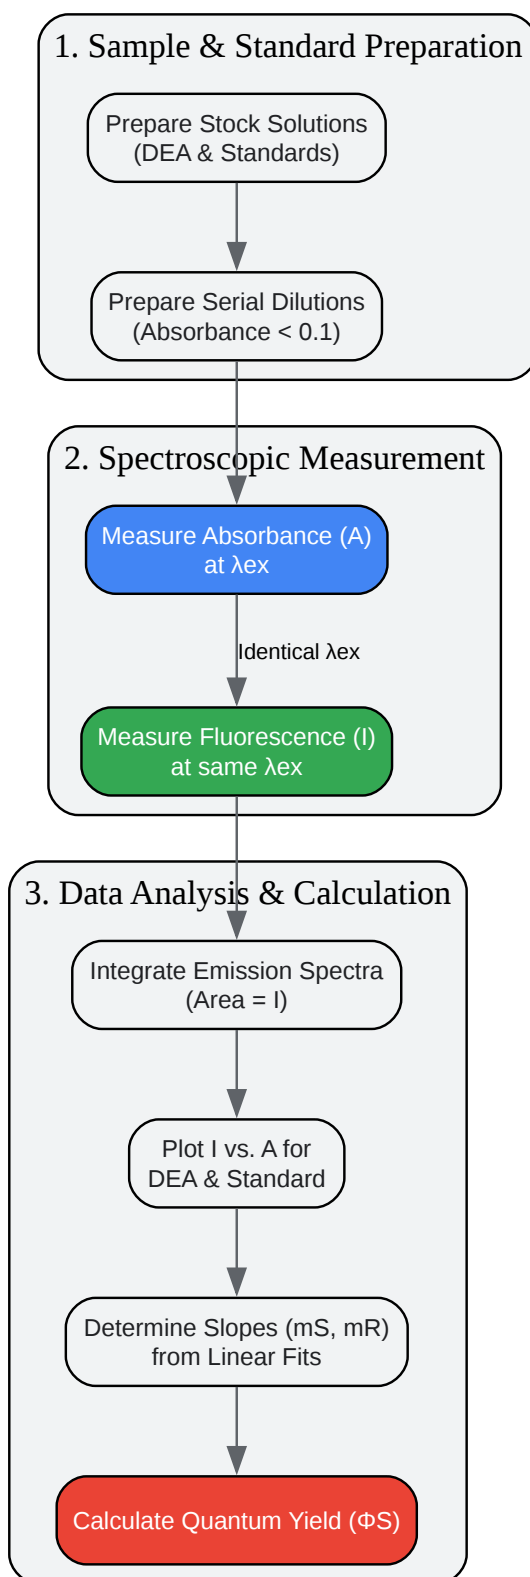 1. Sample & Standard Preparation
Prepare Stock Solutions
(DEA & Standards)
Prepare Serial Dilutions
(Absorbance < 0.1)
2. Spectroscopic Measurement
Measure Absorbance (A)
at λex
Identical λex
Measure Fluorescence (I)
at same λex
3. Data Analysis & Calculation
Integrate Emission Spectra
(Area = I)
Plot I vs. A for
DEA & Standard
Determine Slopes (mS, mR)
from Linear Fits
Calculate Quantum Yield (ΦS)